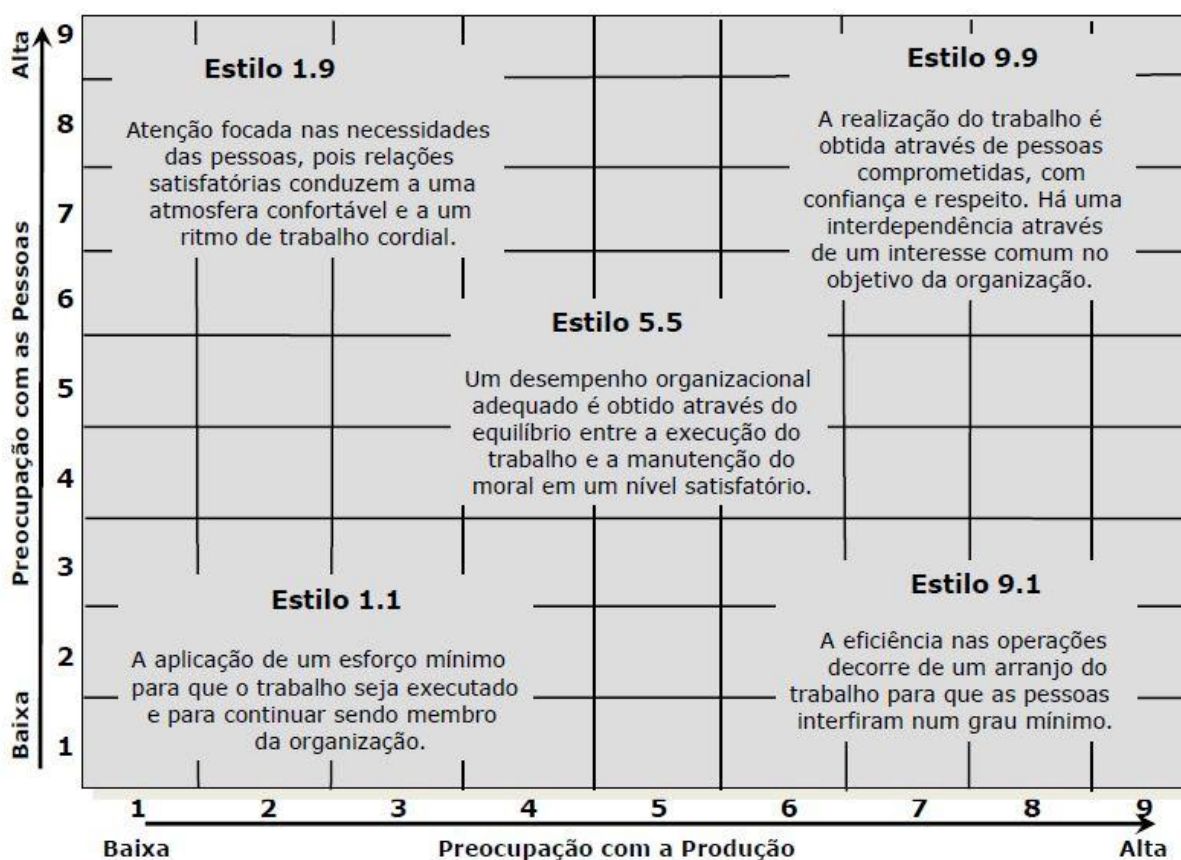 Alta
Preocupação com as Pessoas
Baixa
9
8
7
6
5
4
3
2
1
Estilo 1.9
Atenção focada nas necessidades
das pessoas, pois relações
satisfatórias conduzem a uma
atmosfera confortável e a um
ritmo de trabalho cordial.
Estilo 9.9
A realização do trabalho é
obtida através de pessoas
comprometidas, com
confiança e respeito. Há uma
interdependência através
de um interesse comum no
objetivo da organização.
Estilo 5.5
Um desempenho organizacional
adequado é obtido através do
equilíbrio entre a execução do
trabalho e a manutenção do
moral em um nível satisfatório.
Estilo 1.1
A aplicação de um esforço mínimo
para que o trabalho seja executado
e para continuar sendo membro
da organização.
Estilo 9.1
A eficiência nas operações
decorre de um arranjo do
trabalho para que as pessoas
interfiram num grau mínimo.
1 2 3 4 5 6 7 8 9
Baixa Preocupação com a Produção Alta